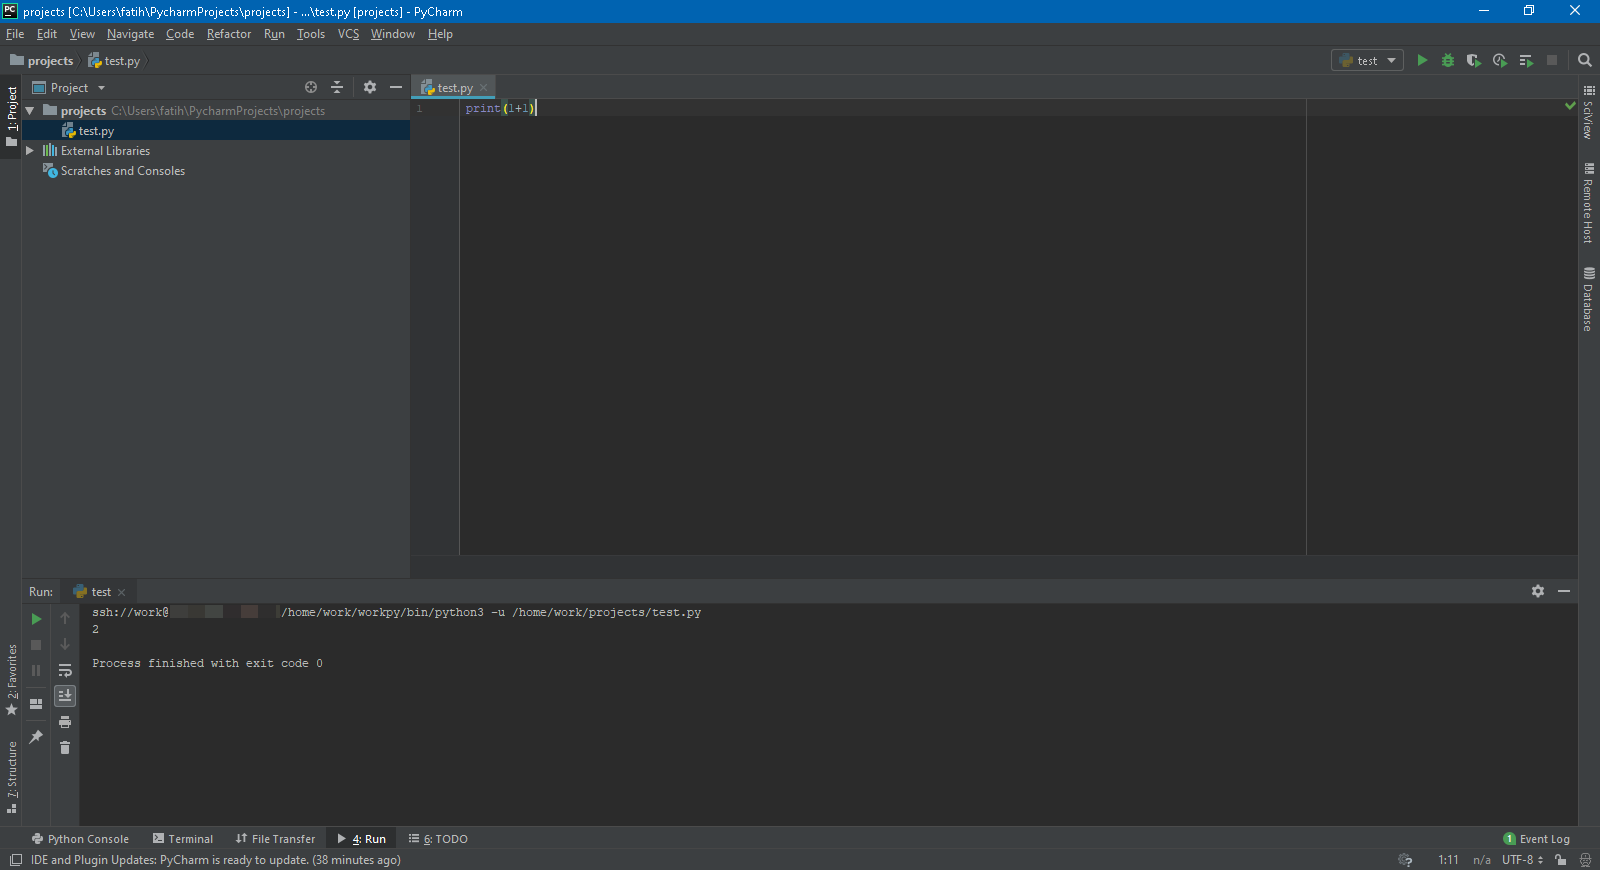 projects [C:\Users\fatih\PycharmProjects\projects] - ...\test.py [projects] - PyCharm
File Edit View Navigate Code Refactor Run Tools VCS Window Help
projects test.py
test
1: Project
Project
projects C:\Users\fatih\PycharmProjects\projects
test.py
External Libraries
Scratches and Consoles
test.py
1 print(1+1)
SciView
Remote Host
Database
Run: test
ssh://work@
/home/work/workpy/bin/python3 -u /home/work/projects/test.py
2
Process finished with exit code 0
2: Favorites
7: Structure
Python Console Terminal File Transfer 4: Run 6: TODO
1 Event Log
IDE and Plugin Updates: PyCharm is ready to update. (38 minutes ago)
1:11 n/a UTF-8